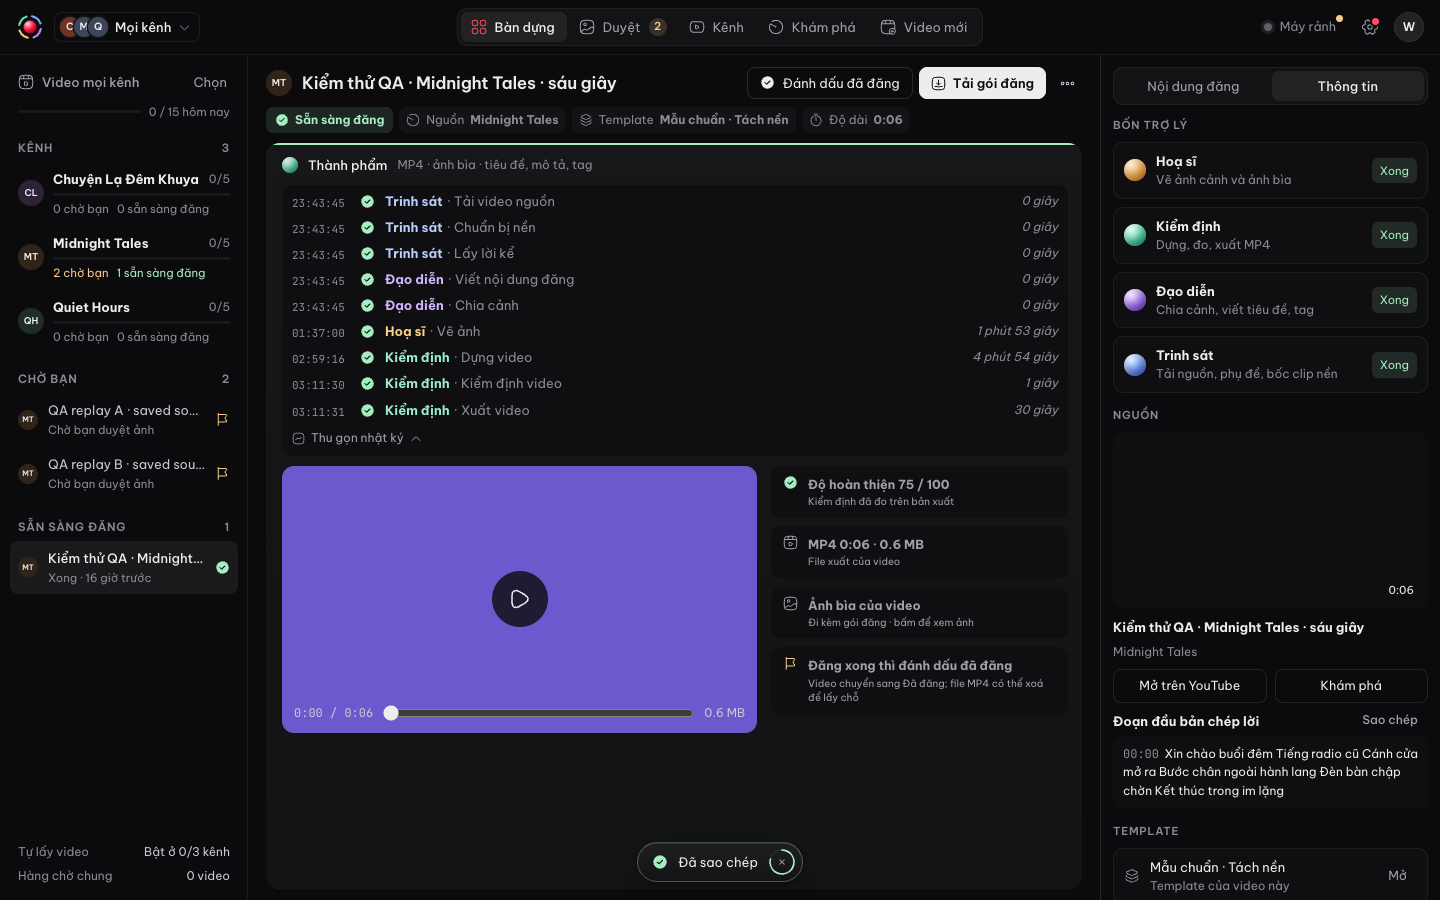 C M Q Mọi kênh
Bàn dựng
Duyệt 2
Kênh
Khám phá
Video mới
Máy rảnh
W
Video mọi kênh Chọn
0 / 15 hôm nay
KÊNH 3
CL Chuyện Lạ Đêm Khuya 0/5
0 chờ bạn 0 sẵn sàng đăng
MT Midnight Tales 0/5
2 chờ bạn 1 sẵn sàng đăng
QH Quiet Hours 0/5
0 chờ bạn 0 sẵn sàng đăng
CHỜ BẠN 2
MT QA replay A · saved so...
Chờ bạn duyệt ảnh
MT QA replay B · saved sou...
Chờ bạn duyệt ảnh
SẴN SÀNG ĐĂNG 1
MT Kiểm thử QA · Midnight...
Xong · 16 giờ trước
Tự lấy video Bật ở 0/3 kênh
Hàng chờ chung 0 video
MT Kiểm thử QA · Midnight Tales · sáu giây
Đánh dấu đã đăng
Tải gói đăng
Sẵn sàng đăng
Nguồn Midnight Tales
Template Mẫu chuẩn · Tách nền
Độ dài 0:06
Thành phẩm MP4 · ảnh bìa · tiêu đề, mô tả, tag
23:43:45 Trinh sát · Tải video nguồn 0 giây
23:43:45 Trinh sát · Chuẩn bị nền 0 giây
23:43:45 Trinh sát · Lấy lời kể 0 giây
23:43:45 Đạo diễn · Viết nội dung đăng 0 giây
23:43:45 Đạo diễn · Chia cảnh 0 giây
01:37:00 Hoạ sĩ · Vẽ ảnh 1 phút 53 giây
02:59:16 Kiểm định · Dựng video 4 phút 54 giây
03:11:30 Kiểm định · Kiểm định video 1 giây
03:11:31 Kiểm định · Xuất video 30 giây
Thu gọn nhật ký
0:00 / 0:06 0.6 MB
Độ hoàn thiện 75 / 100
Kiểm định đã đo trên bản xuất
MP4 0:06 · 0.6 MB
File xuất của video
Ảnh bìa của video
Đi kèm gói đăng · bấm để xem ảnh
Đăng xong thì đánh dấu đã đăng
Video chuyển sang Đã đăng; file MP4 có thể xoá
để lấy chỗ
Đã sao chép
Nội dung đăng
Thông tin
BỐN TRỢ LÝ
Hoạ sĩ
Vẽ ảnh cảnh và ảnh bìa
Xong
Kiểm định
Dựng, đo, xuất MP4
Xong
Đạo diễn
Chia cảnh, viết tiêu đề, tag
Xong
Trinh sát
Tải nguồn, phụ đề, bốc clip nền
Xong
NGUỒN
0:06
Kiểm thử QA · Midnight Tales · sáu giây
Midnight Tales
Mở trên YouTube
Khám phá
Đoạn đầu bản chép lời Sao chép
00:00 Xin chào buổi đêm Tiếng radio cũ Cánh cửa
mở ra Bước chân ngoài hành lang Đèn bàn chập
chờn Kết thúc trong im lặng
TEMPLATE
Mẫu chuẩn · Tách nền
Template của video này
Mở